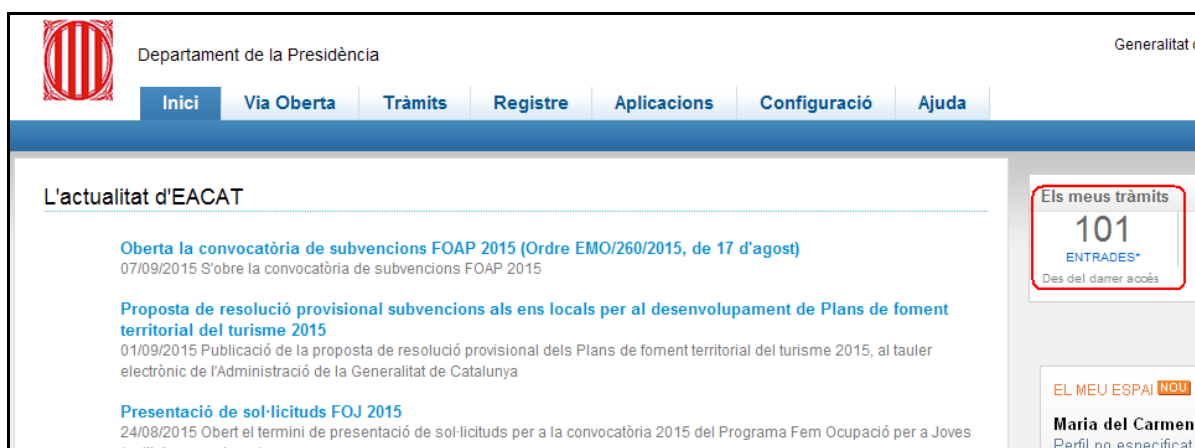 Departament de la Presidència
Generalitat
Inici
Via Oberta
Tràmits
Registre
Aplicacions
Configuració
Ajuda
L'actualitat d'EACAT
Oberta la convocatòria de subvencions FOAP 2015 (Ordre EMO/260/2015, de 17 d'agost)
07/09/2015 S'obre la convocatòria de subvencions FOAP 2015
Proposta de resolució provisional subvencions als ens locals per al desenvolupament de Plans de foment
territorial del turisme 2015
01/09/2015 Publicació de la proposta de resolució provisional dels Plans de foment territorial del turisme 2015, al tauler
electrònic de l'Administració de la Generalitat de Catalunya
Presentació de sol·licituds FOJ 2015
24/08/2015 Obert el termini de presentació de sol·licituds per a la convocatòria 2015 del Programa Fem Ocupació per a Joves
Els meus tràmits
101
ENTRADES*
Des del darrer accés
EL MEU ESPAI NOU
Maria del Carmen
Perfil no especificat